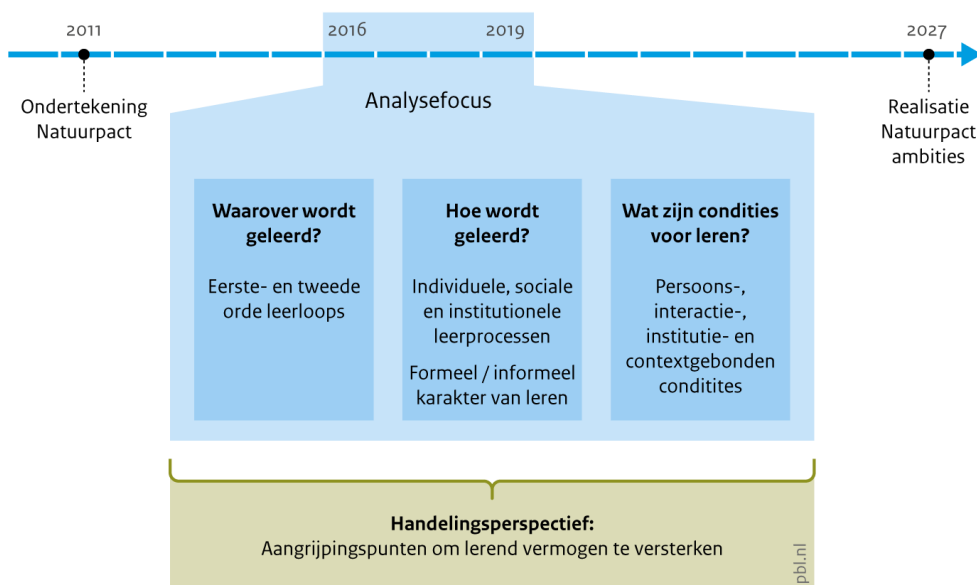 2011
2016
2019
2027
Ondertekening
Natuurpact
Analysefocus
Realisatie
Natuurpact
ambities
Waarover wordt
geleerd?
Eerste- en tweede
orde leerloops
Hoe wordt
geleerd?
Individuele, sociale
en institutionele
leerprocessen
Formeel / informeel
karakter van leren
Wat zijn condities
voor leren?
Persoons-,
interactie-,
institutie- en
contextgebonden
conditites
Handelingsperspectief:
Aangrijpingspunten om lerend vermogen te versterken
pbl.nl